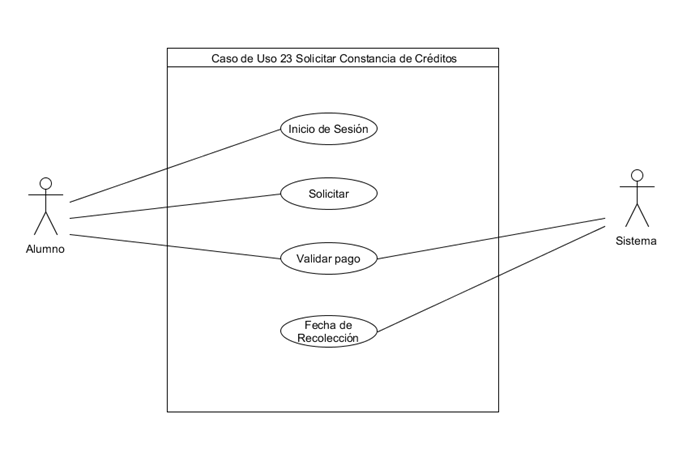 Caso de Uso 23 Solicitar Constancia de Créditos
Inicio de Sesión
Solicitar
Alumno
Sistema
Validar pago
Fecha de
Recolección